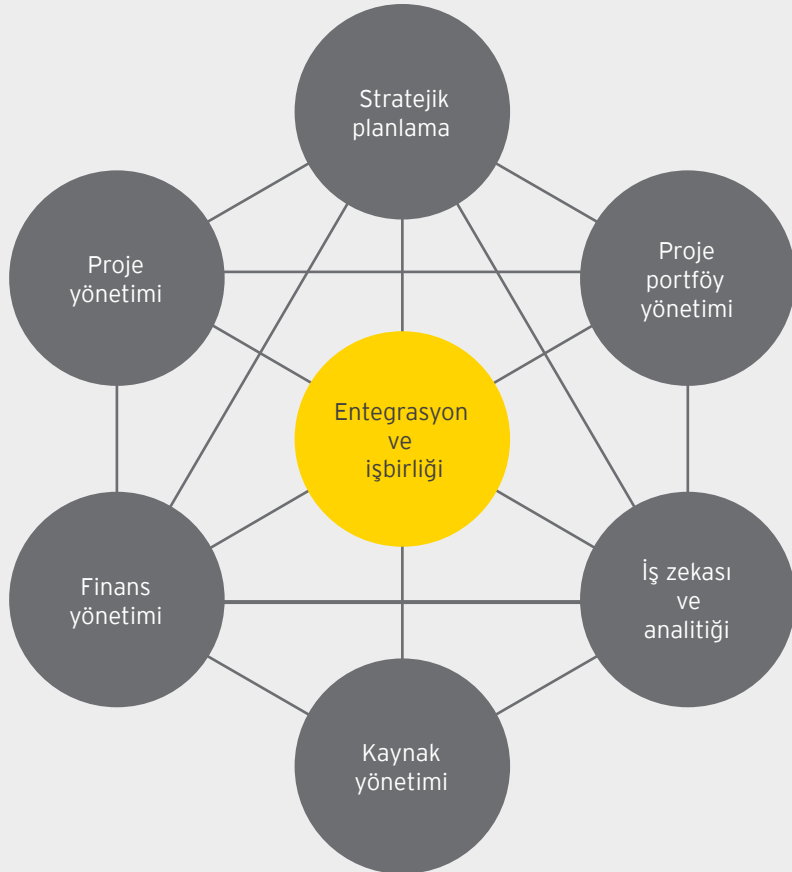 Stratejik
planlama
Proje
yönetimi
Proje
portföy
yönetimi
Entegrasyon
ve
işbirliği
Finans
yönetimi
İş zekası
ve
analitiği
Kaynak
yönetimi